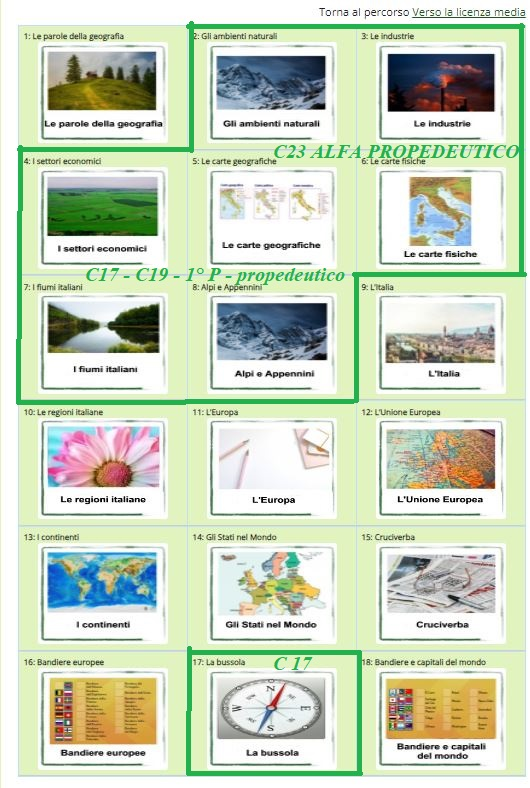 Torna al percorso Verso la licenza media
1: Le parole della geografia
2: Gli ambienti naturali
3: Le industrie
Le parole della geografia
Gli ambienti naturali
Le industrie
C23 ALFA PROPEDEUTICO
4: I settori economici
5: Le carte geografiche
6: Le carte fisiche
I settori economici
Le carte geografiche
Le carte fisiche
C17 - C19 - 1° P - propedeutico
7: I fiumi italiani
8: Alpi e Appennini
9: L'Italia
I fiumi italiani
Alpi e Appennini
L'Italia
10: Le regioni italiane
11: L'Europa
12: L'Unione Europea
Le regioni italiane
L'Europa
L'Unione Europea
13: I continenti
14: Gli Stati nel Mondo
15: Cruciverba
I continenti
Gli Stati nel Mondo
Cruciverba
16: Bandiere europee
17: La bussola
C 17
18: Bandiere e capitali del mondo
N
E
S
W
Bandiere europee
La bussola
Bandiere e capitali
del mondo